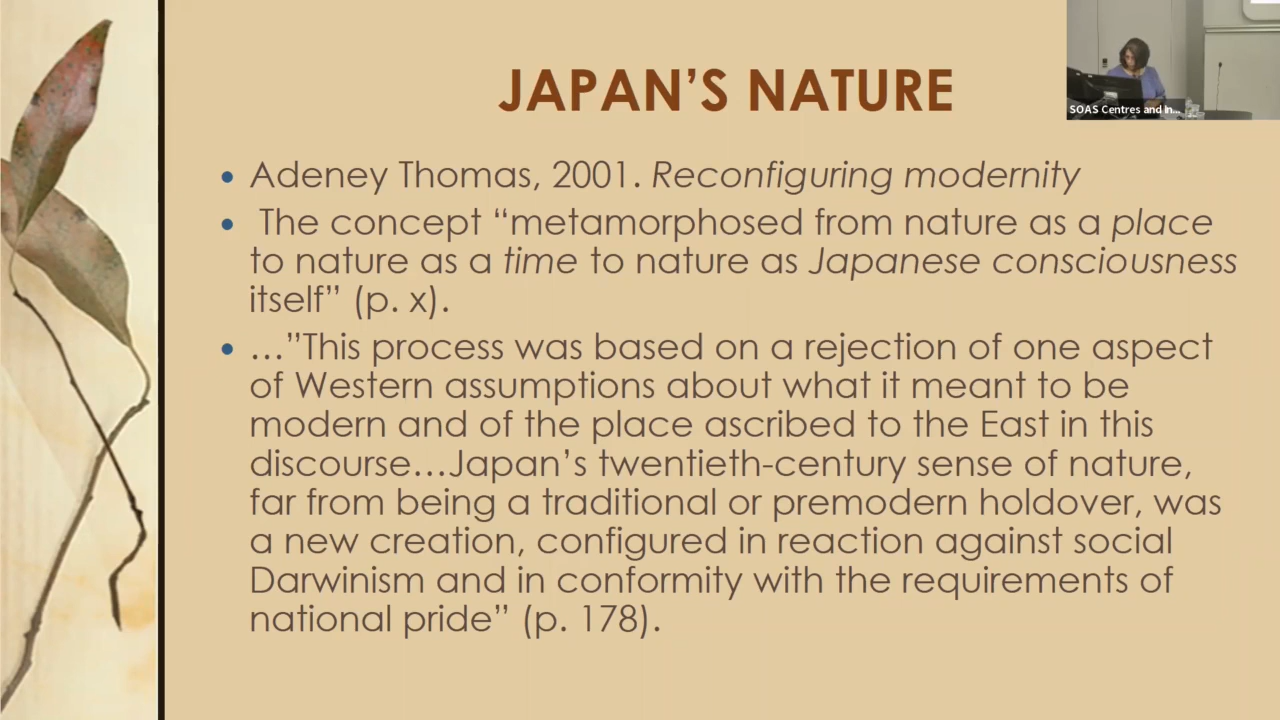 JAPAN’S NATURE
SOAS Centres and In...
• Adeney Thomas, 2001. Reconfiguring modernity
• The concept “metamorphosed from nature as a place
to nature as a time to nature as Japanese consciousness
itself” (p. x).
• …”This process was based on a rejection of one aspect
of Western assumptions about what it meant to be
modern and of the place ascribed to the East in this
discourse…Japan’s twentieth-century sense of nature,
far from being a traditional or premodern holdover, was
a new creation, configured in reaction against social
Darwinism and in conformity with the requirements of
national pride” (p. 178).